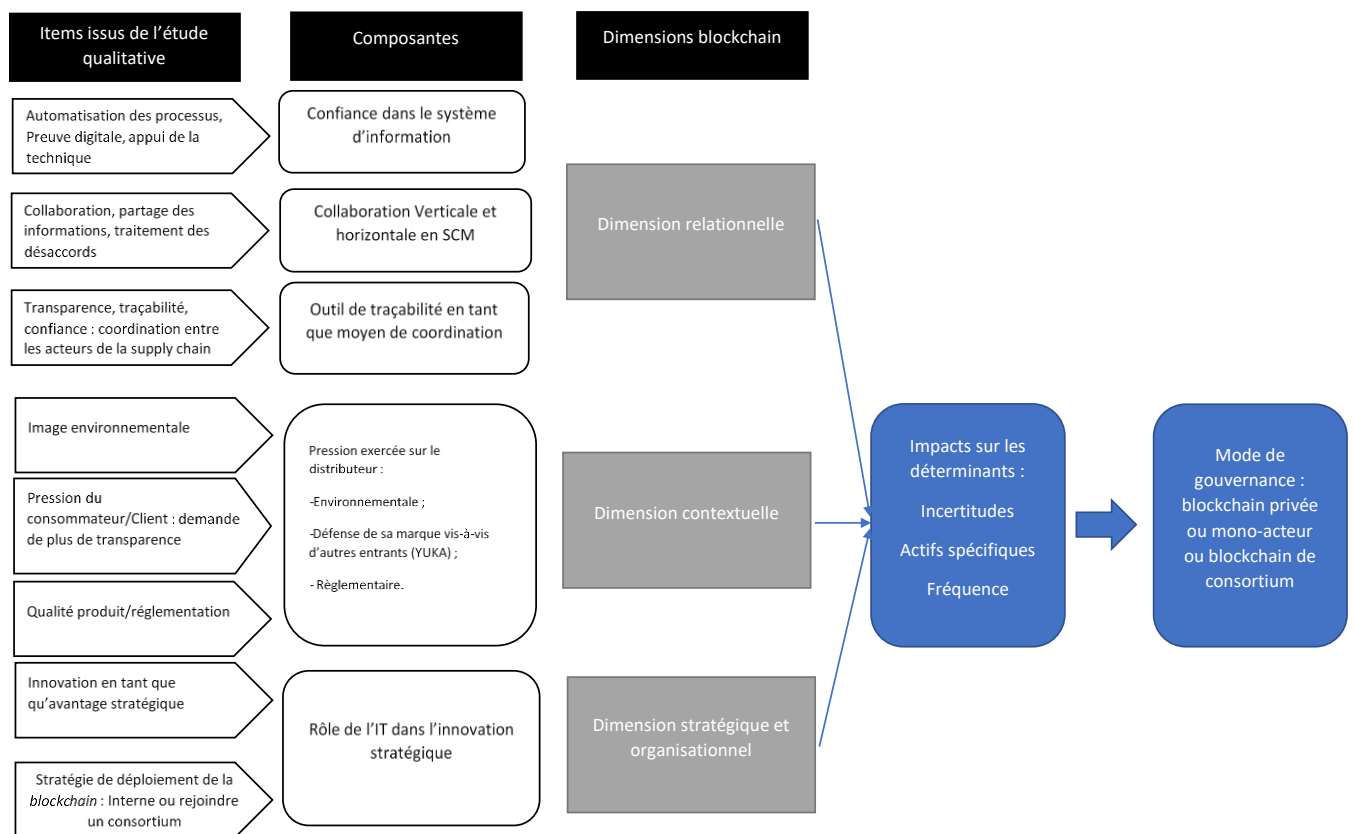 Items issus de l’étude
qualitative
Composantes
Dimensions blockchain
Automatisation des processus,
Preuve digitale, appui de la
technique
Confiance dans le système
d’information
Collaboration, partage des
informations, traitement des
désaccords
Collaboration Verticale et
horizontale en SCM
Dimension relationnelle
Transparence, traçabilité,
confiance : coordination entre
les acteurs de la supply chain
Outil de traçabilité en tant
que moyen de coordination
Image environnementale
Pression du
consommateur/Client : demande
de plus de transparence
Qualité produit/réglementation
Pression exercée sur le
distributeur :
-Environnementale ;
-Défense de sa marque vis-à-vis
d’autres entrants (YUKA) ;
- Règlementaire.
Dimension contextuelle
Impacts sur les
déterminants :
Incertitudes
Actifs spécifiques
Fréquence
Mode de
gouvernance :
blockchain privée
ou mono-acteur
ou blockchain de
consortium
Innovation en tant que
qu’avantage stratégique
Stratégie de déploiement de la
blockchain : Interne ou rejoindre
un consortium
Rôle de l’IT dans l’innovation
stratégique
Dimension stratégique et
organisationnel